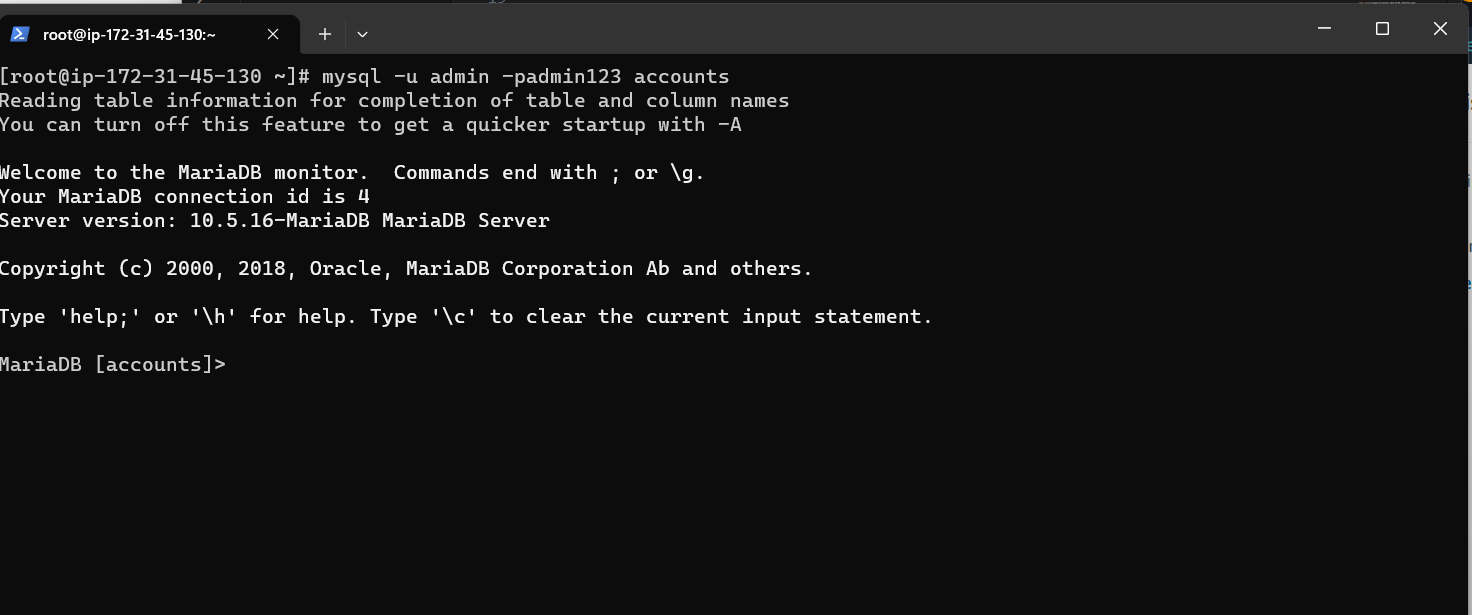 root@ip-172-31-45-130:~
[root@ip-172-31-45-130 ~]# mysql -u admin -padmin123 accounts
Reading table information for completion of table and column names
You can turn off this feature to get a quicker startup with -A
Welcome to the MariaDB monitor.  Commands end with ; or \g.
Your MariaDB connection id is 4
Server version: 10.5.16-MariaDB MariaDB Server
Copyright (c) 2000, 2018, Oracle, MariaDB Corporation Ab and others.
Type 'help;' or '\h' for help. Type '\c' to clear the current input statement.
MariaDB [accounts]>